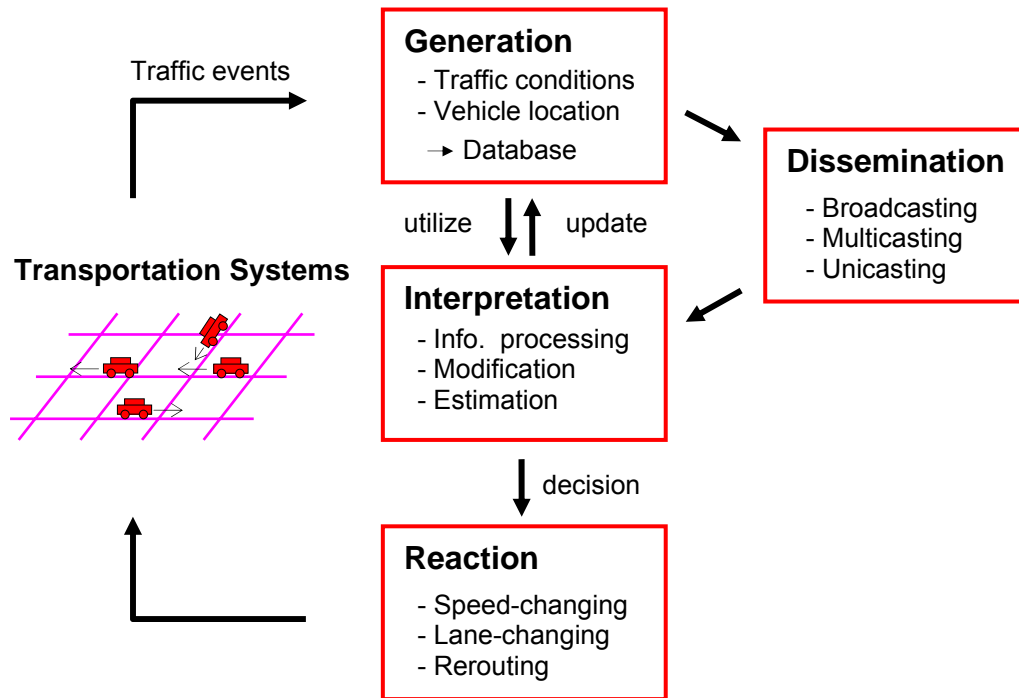 Traffic events
Generation
- Traffic conditions
- Vehicle location
→ Database
Dissemination
- Broadcasting
- Multicasting
- Unicasting
utilize
update
Transportation Systems
Interpretation
- Info. processing
- Modification
- Estimation
decision
Reaction
- Speed-changing
- Lane-changing
- Rerouting